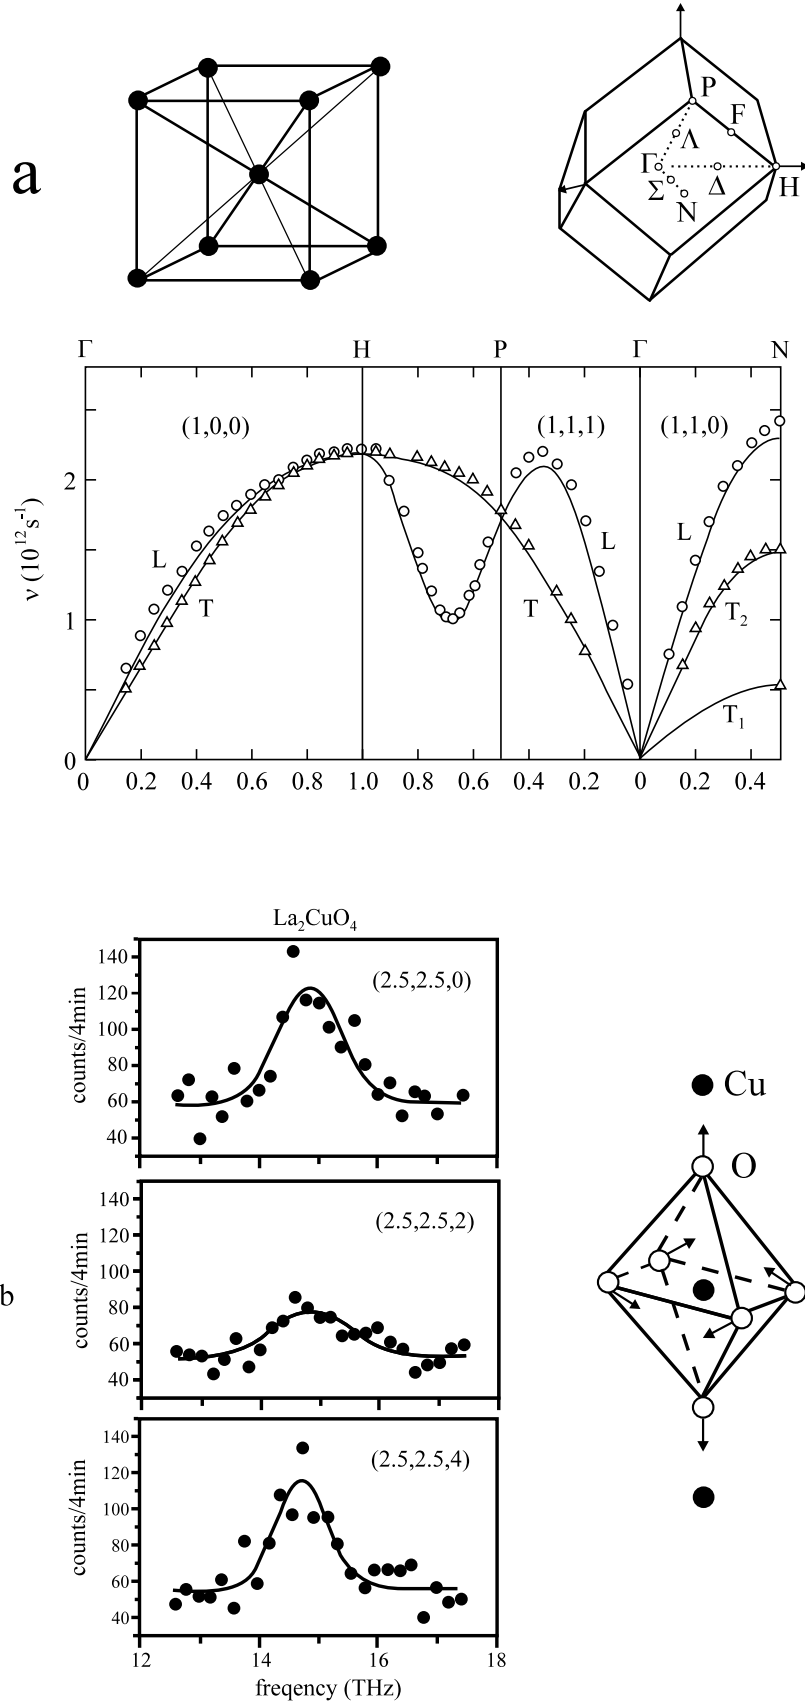 a
P
F
Λ
Γ
Δ
H
Σ
N
Γ H P Γ N
(1,0,0) (1,1,1) (1,1,0)
ν (10¹² s⁻¹)
2
1
0
L
T
L
T
L
T₂
T₁
0 0.2 0.4 0.6 0.8 1.0 0.8 0.6 0.4 0.2 0 0.2 0.4
b
La₂CuO₄
(2.5,2.5,0)
counts/4min
140
120
100
80
60
40
(2.5,2.5,2)
counts/4min
140
120
100
80
60
40
(2.5,2.5,4)
counts/4min
140
120
100
80
60
40
12 14 16 18
freqency (THz)
Cu
O